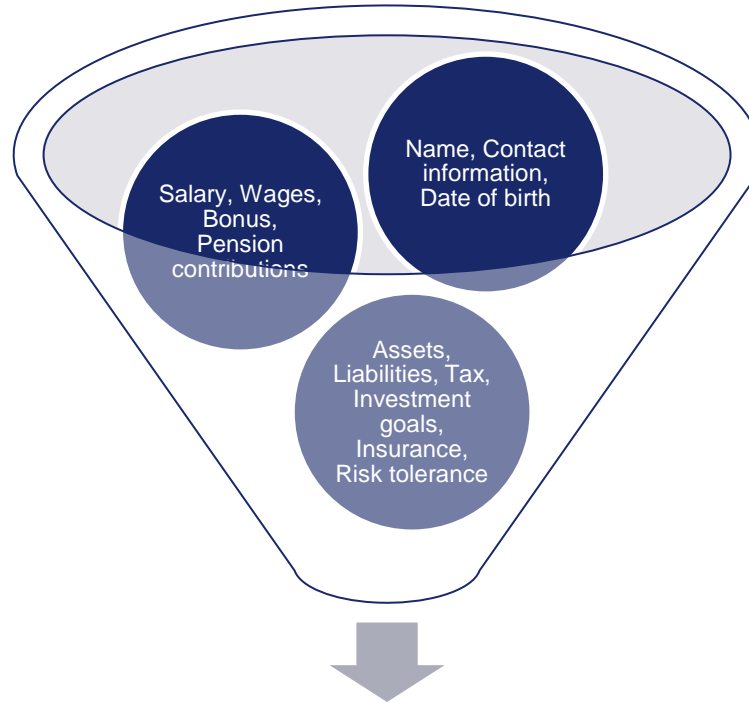 Salary, Wages,
Bonus,
Pension
contributions
Name, Contact
information,
Date of birth
Assets,
Liabilities, Tax,
Investment
goals,
Insurance,
Risk tolerance